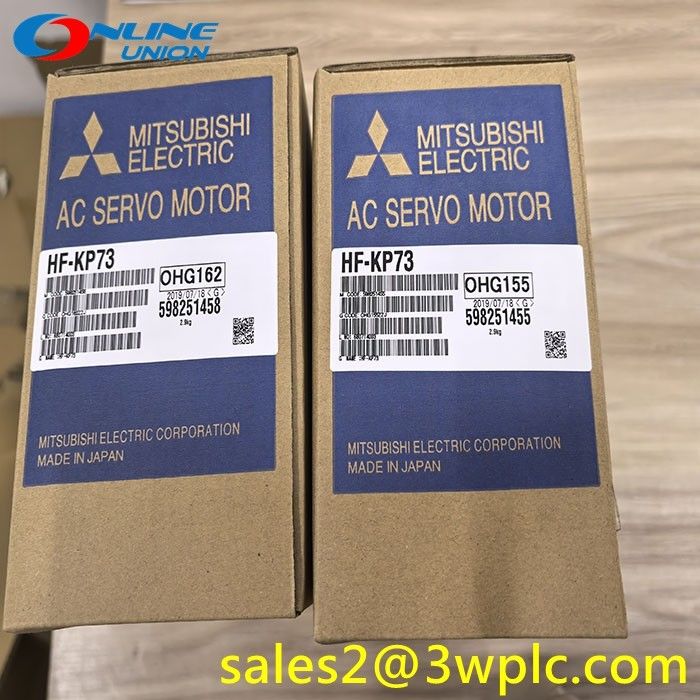 ONLINE
UNION
MITSUBISHI
ELECTRIC
AC SERVO MOTOR
HF-KP73
OHG162
2019/07/18 (G)
598251458
2.9kg
MITSUBISHI ELECTRIC CORPORATION
MADE IN JAPAN
MITSUBISHI
ELECTRIC
AC SERVO MOTOR
HF-KP73
OHG155
2019/07/18 (G)
598251455
2.9kg
MITSUBISHI ELECTRIC CORPORATION
MADE IN JAPAN
sales2@3wplc.com